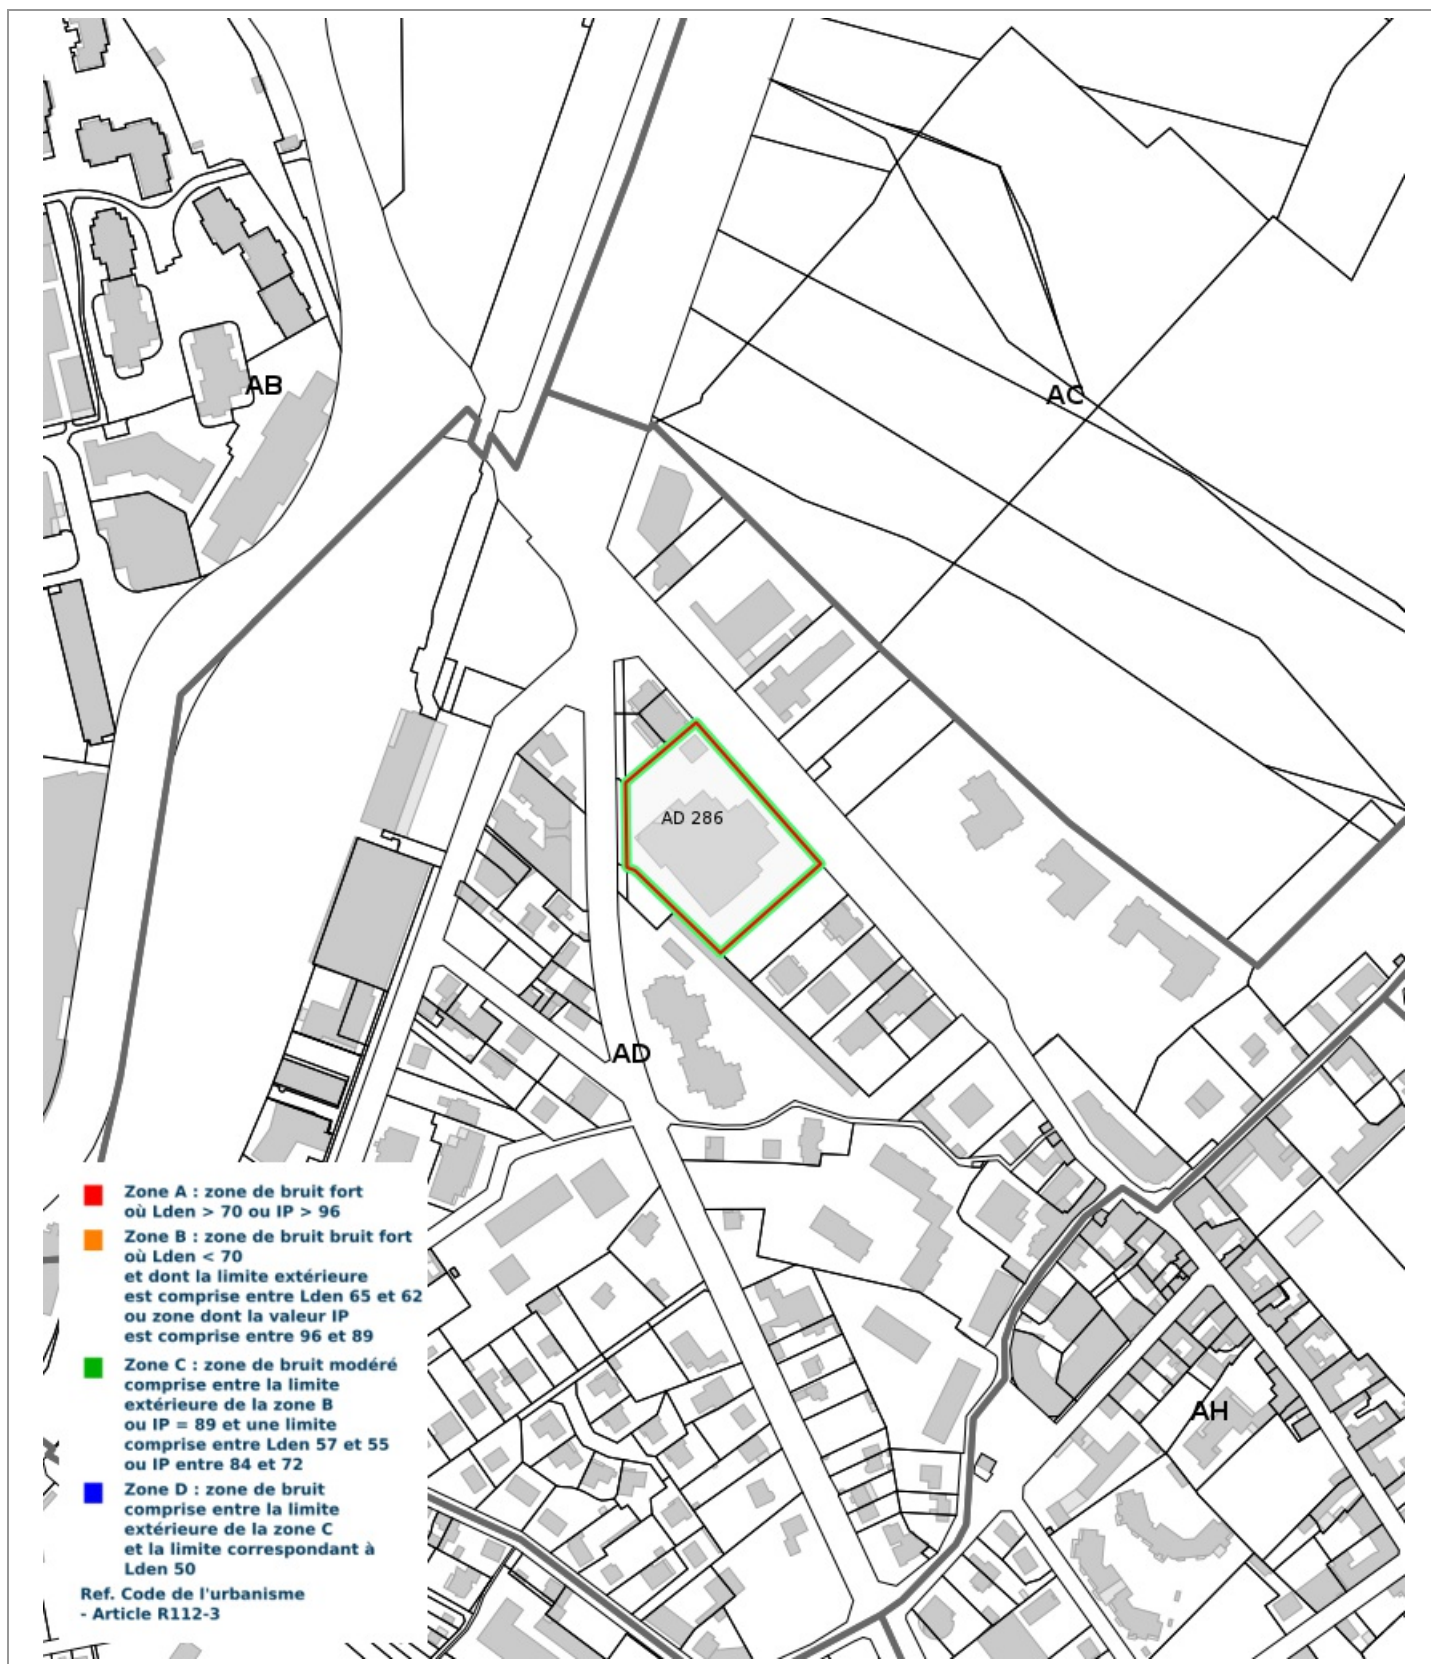 AB
AC
AD 286
AD
AH
Zone A : zone de bruit fort
où Lden > 70 ou IP > 96
Zone B : zone de bruit bruit fort
où Lden < 70
et dont la limite extérieure
est comprise entre Lden 65 et 62
ou zone dont la valeur IP
est comprise entre 96 et 89
Zone C : zone de bruit modéré
comprise entre la limite
extérieure de la zone B
ou IP = 89 et une limite
comprise entre Lden 57 et 55
ou IP entre 84 et 72
Zone D : zone de bruit
comprise entre la limite
extérieure de la zone C
et la limite correspondant à
Lden 50
Ref. Code de l'urbanisme
- Article R112-3